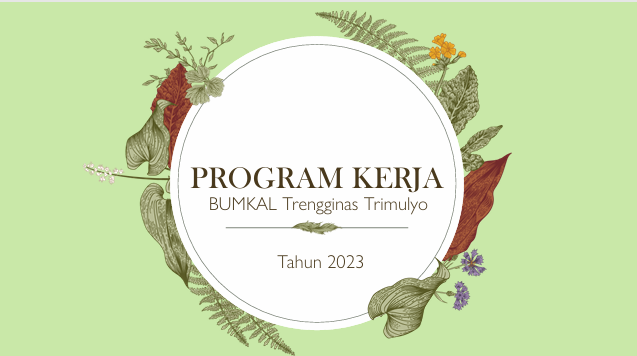 PROGRAM KERJA
BUMKAL Trengginas Trimulyo
Tahun 2023